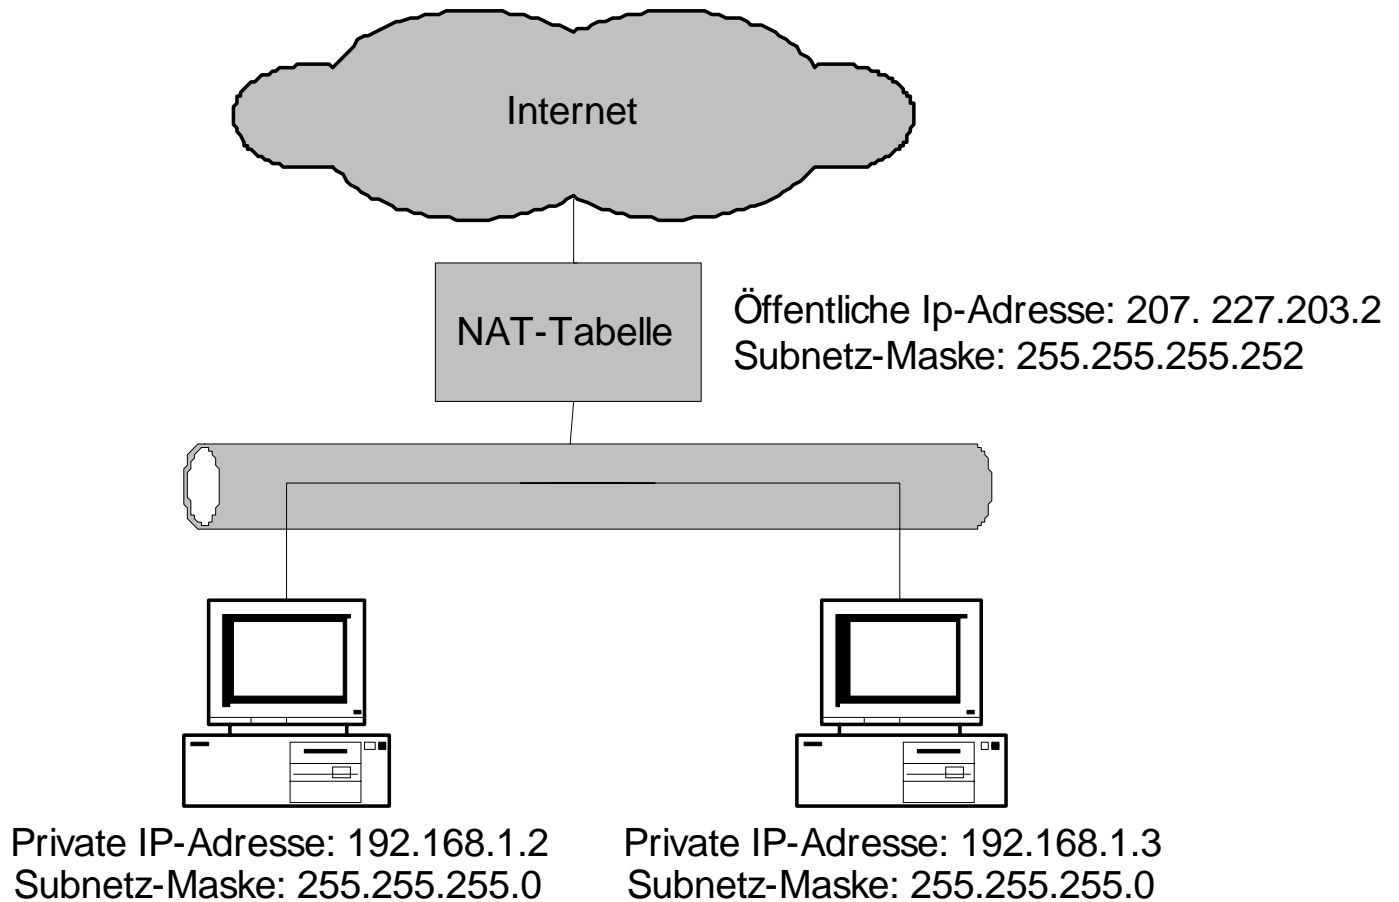 Internet
NAT-Tabelle
Öffentliche Ip-Adresse: 207. 227.203.2
Subnetz-Maske: 255.255.255.252
Private IP-Adresse: 192.168.1.2
Subnetz-Maske: 255.255.255.0
Private IP-Adresse: 192.168.1.3
Subnetz-Maske: 255.255.255.0